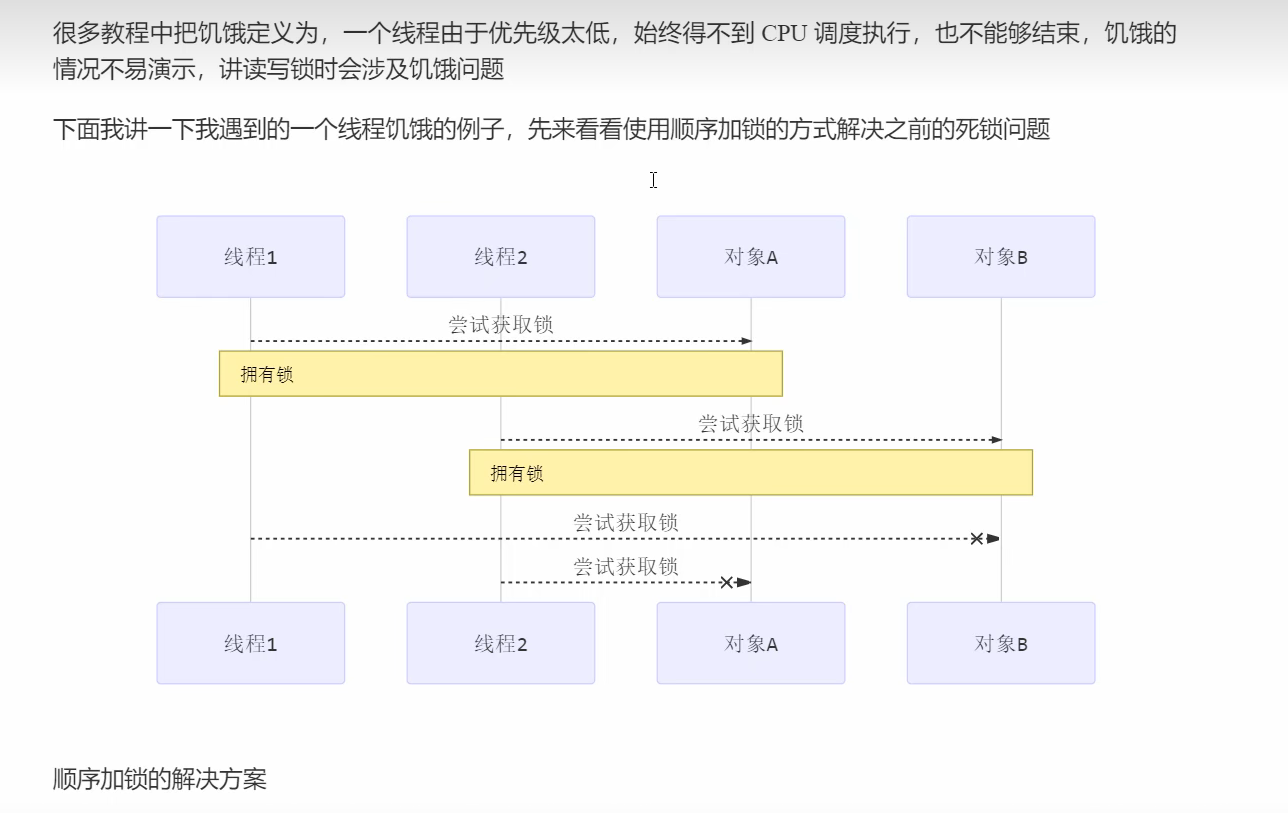 很多教程中把饥饿定义为，一个线程由于优先级太低，始终得不到 CPU 调度执行，也不能够结束，饥饿的
情况不易演示，讲读写锁时会涉及饥饿问题
下面我讲一下我遇到的一个线程饥饿的例子，先来看看使用顺序加锁的方式解决之前的死锁问题
线程1
线程2
对象A
对象B
尝试获取锁
拥有锁
尝试获取锁
拥有锁
尝试获取锁
尝试获取锁
线程1
线程2
对象A
对象B
顺序加锁的解决方案